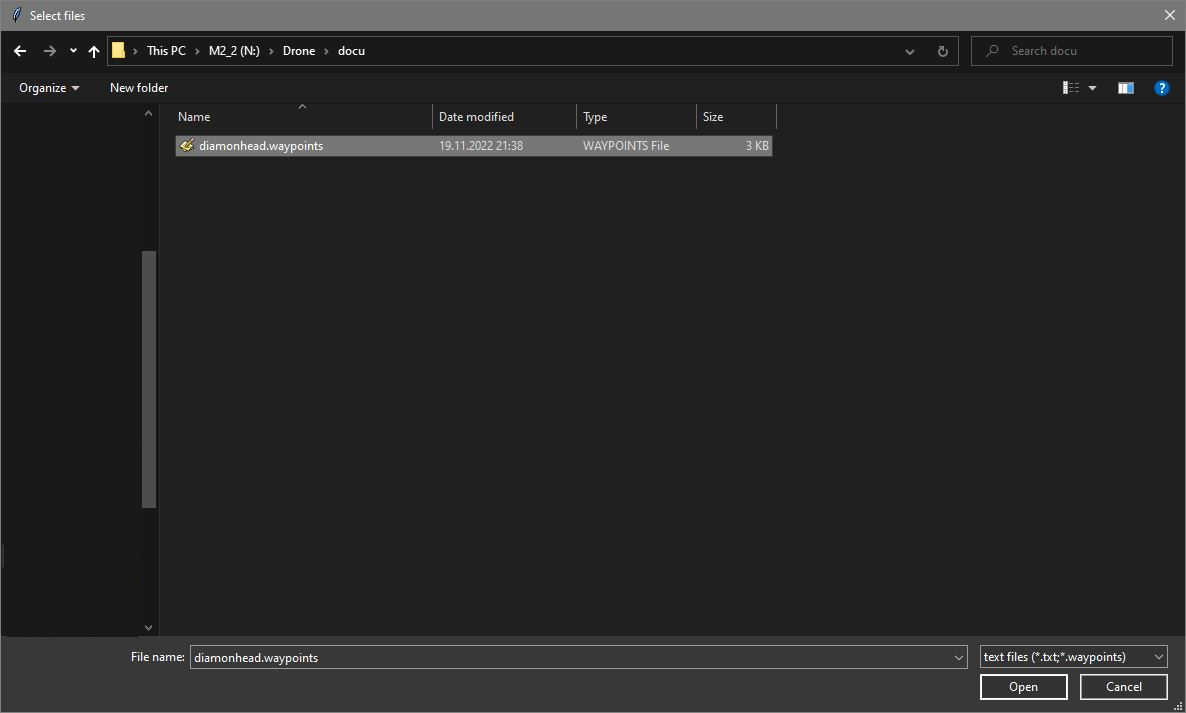 Select files
This PC > M2_2 (N:) > Drone > docu
Search docu
Organize New folder
?
Name Date modified Type Size
diamonhead.waypoints 19.11.2022 21:38 WAYPOINTS File 3 KB
File name: diamonhead.waypoints text files (*.txt;*.waypoints)
Open Cancel